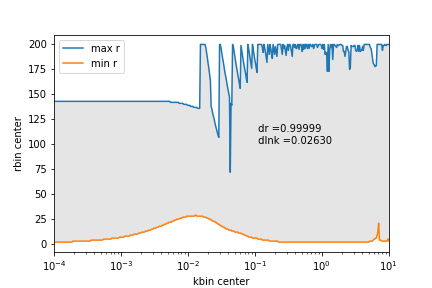 max r
min r
dr =0.99999
dlnk =0.02630
rbin center
200
175
150
125
100
75
50
25
0
10⁻⁴
10⁻³
10⁻²
10⁻¹
10⁰
10¹
kbin center